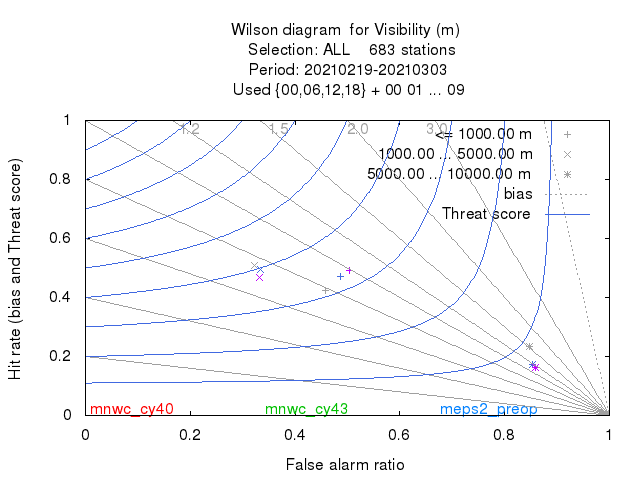 Wilson diagram for Visibility (m)
Selection: ALL 683 stations
Period: 20210219-20210303
Used {00,06,12,18} + 00 01 ... 09
1.2 1.5 2.0 3.0
<= 1000.00 m
1000.00 ... 5000.00 m
5000.00 ... 10000.00 m
bias
Threat score
1
0.8
0.6
0.4
0.2
0
Hit rate (bias and Threat score)
mnwc_cy40 mnwc_cy43 meps2_preop
0 0.2 0.4 0.6 0.8 1
False alarm ratio